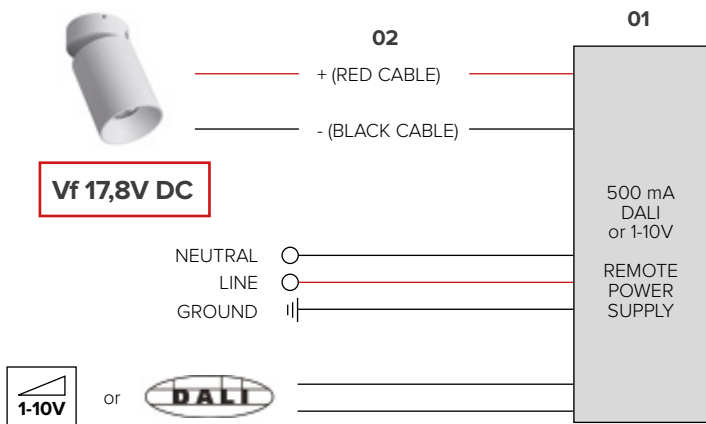 01
02
+ (RED CABLE)
- (BLACK CABLE)
Vf 17,8V DC
500 mA
DALI
or 1-10V
REMOTE
POWER
SUPPLY
NEUTRAL
LINE
GROUND
1-10V
or
DALI